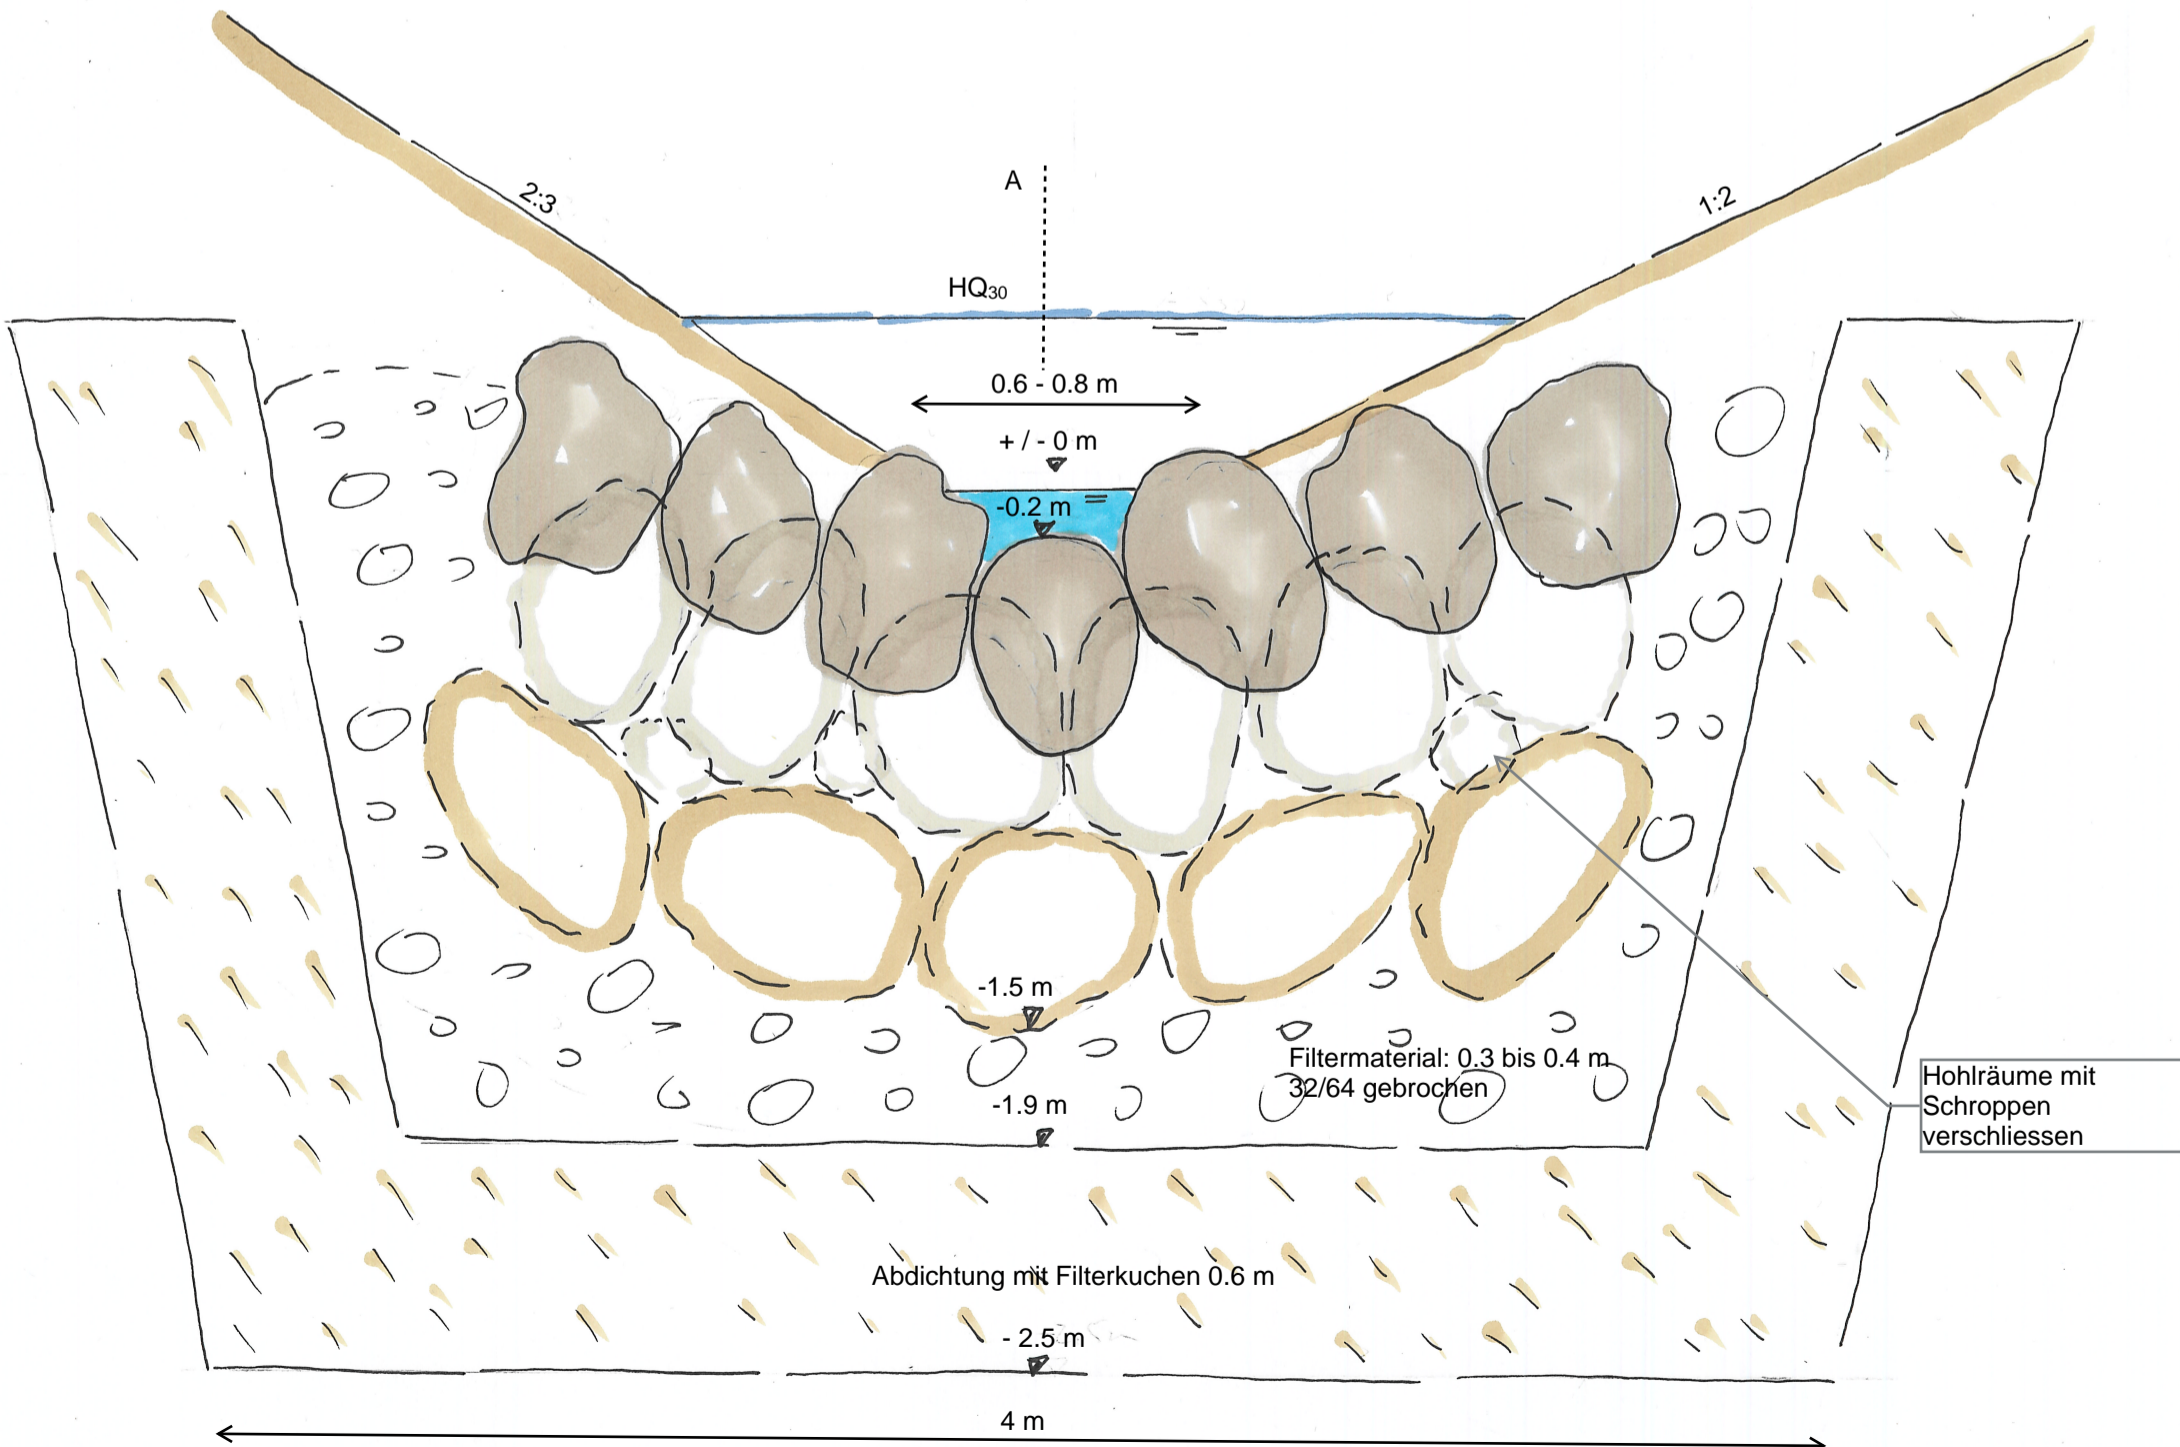 2:3
A
1:2
HQ30
0.6 - 0.8 m
+ / - 0 m
-0.2 m
-1.5 m
Filtermaterial: 0.3 bis 0.4 m
32/64 gebrochen
-1.9 m
Hohlräume mit
Schroppen
verschliessen
Abdichtung mit Filterkuchen 0.6 m
- 2.5 m
4 m